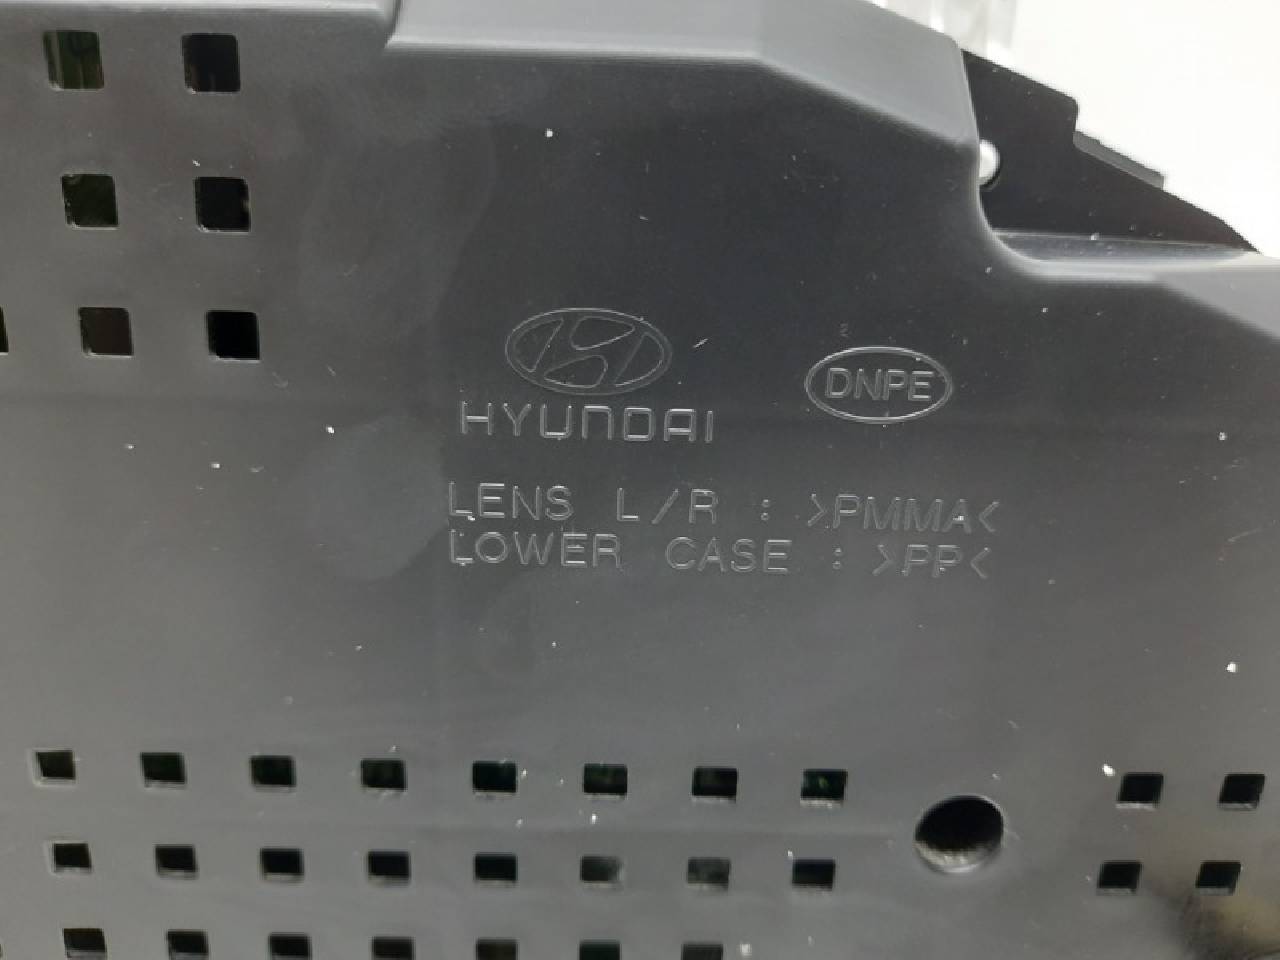 HYUNDAI
DNPE
LENS L/R : >PMMA<
LOWER CASE : >PP<